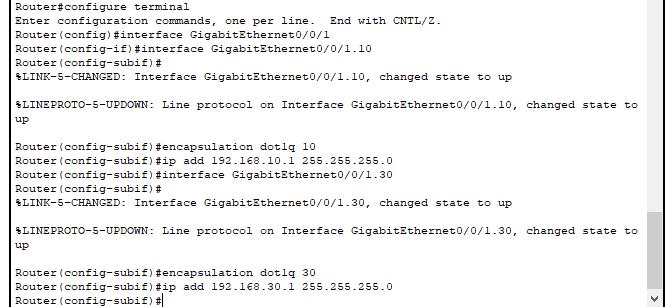 Router#configure terminal
Enter configuration commands, one per line.  End with CNTL/Z.
Router(config)#interface GigabitEthernet0/0/1
Router(config-if)#interface GigabitEthernet0/0/1.10
Router(config-subif)#
%LINK-5-CHANGED: Interface GigabitEthernet0/0/1.10, changed state to up
%LINEPROTO-5-UPDOWN: Line protocol on Interface GigabitEthernet0/0/1.10, changed state to
up
Router(config-subif)#encapsulation dot1q 10
Router(config-subif)#ip add 192.168.10.1 255.255.255.0
Router(config-subif)#interface GigabitEthernet0/0/1.30
Router(config-subif)#
%LINK-5-CHANGED: Interface GigabitEthernet0/0/1.30, changed state to up
%LINEPROTO-5-UPDOWN: Line protocol on Interface GigabitEthernet0/0/1.30, changed state to
up
Router(config-subif)#encapsulation dot1q 30
Router(config-subif)#ip add 192.168.30.1 255.255.255.0
Router(config-subif)#